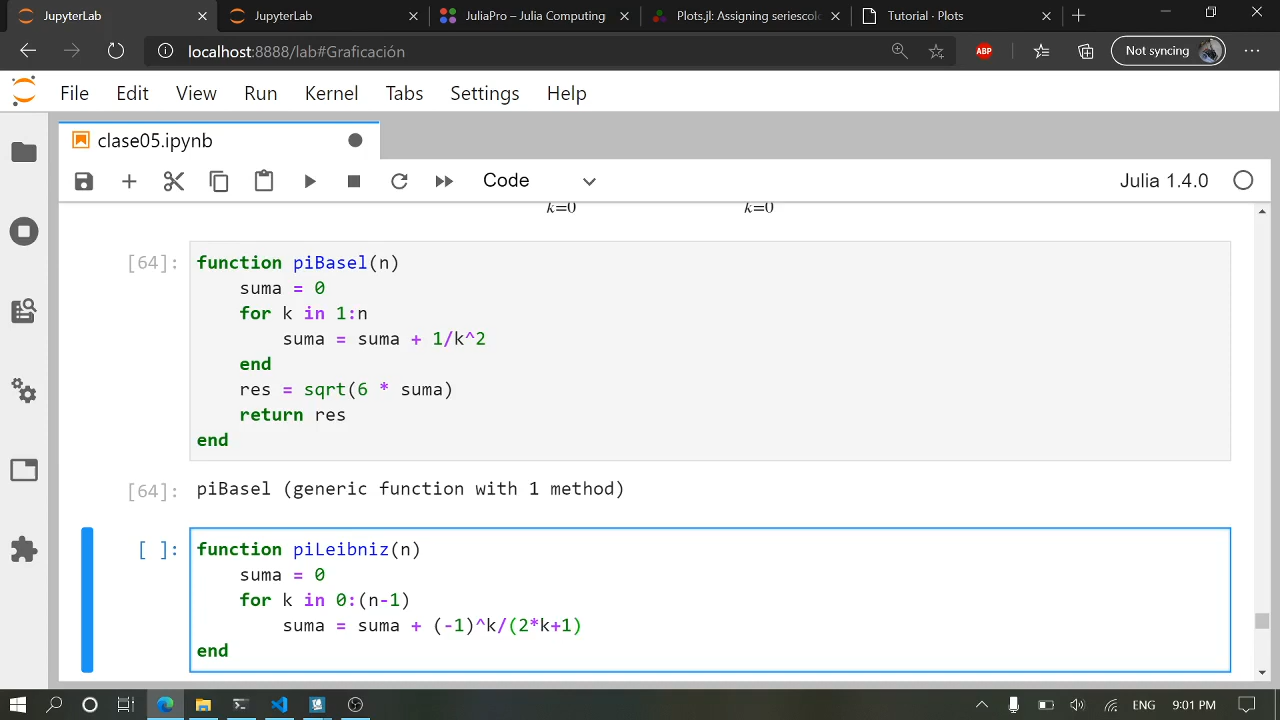 JupyterLab
JupyterLab
JuliaPro – Julia Computing
Plots.jl: Assigning seriescolo
Tutorial · Plots
localhost:8888/lab#Graficación
ABP
Not syncing
File Edit View Run Kernel Tabs Settings Help
clase05.ipynb
Code
Julia 1.4.0
k=0 k=0
[64]: function piBasel(n)
suma = 0
for k in 1:n
suma = suma + 1/k^2
end
res = sqrt(6 * suma)
return res
end
[64]: piBasel (generic function with 1 method)
[ ]: function piLeibniz(n)
suma = 0
for k in 0:(n-1)
suma = suma + (-1)^k/(2*k+1)
end
ENG 9:01 PM